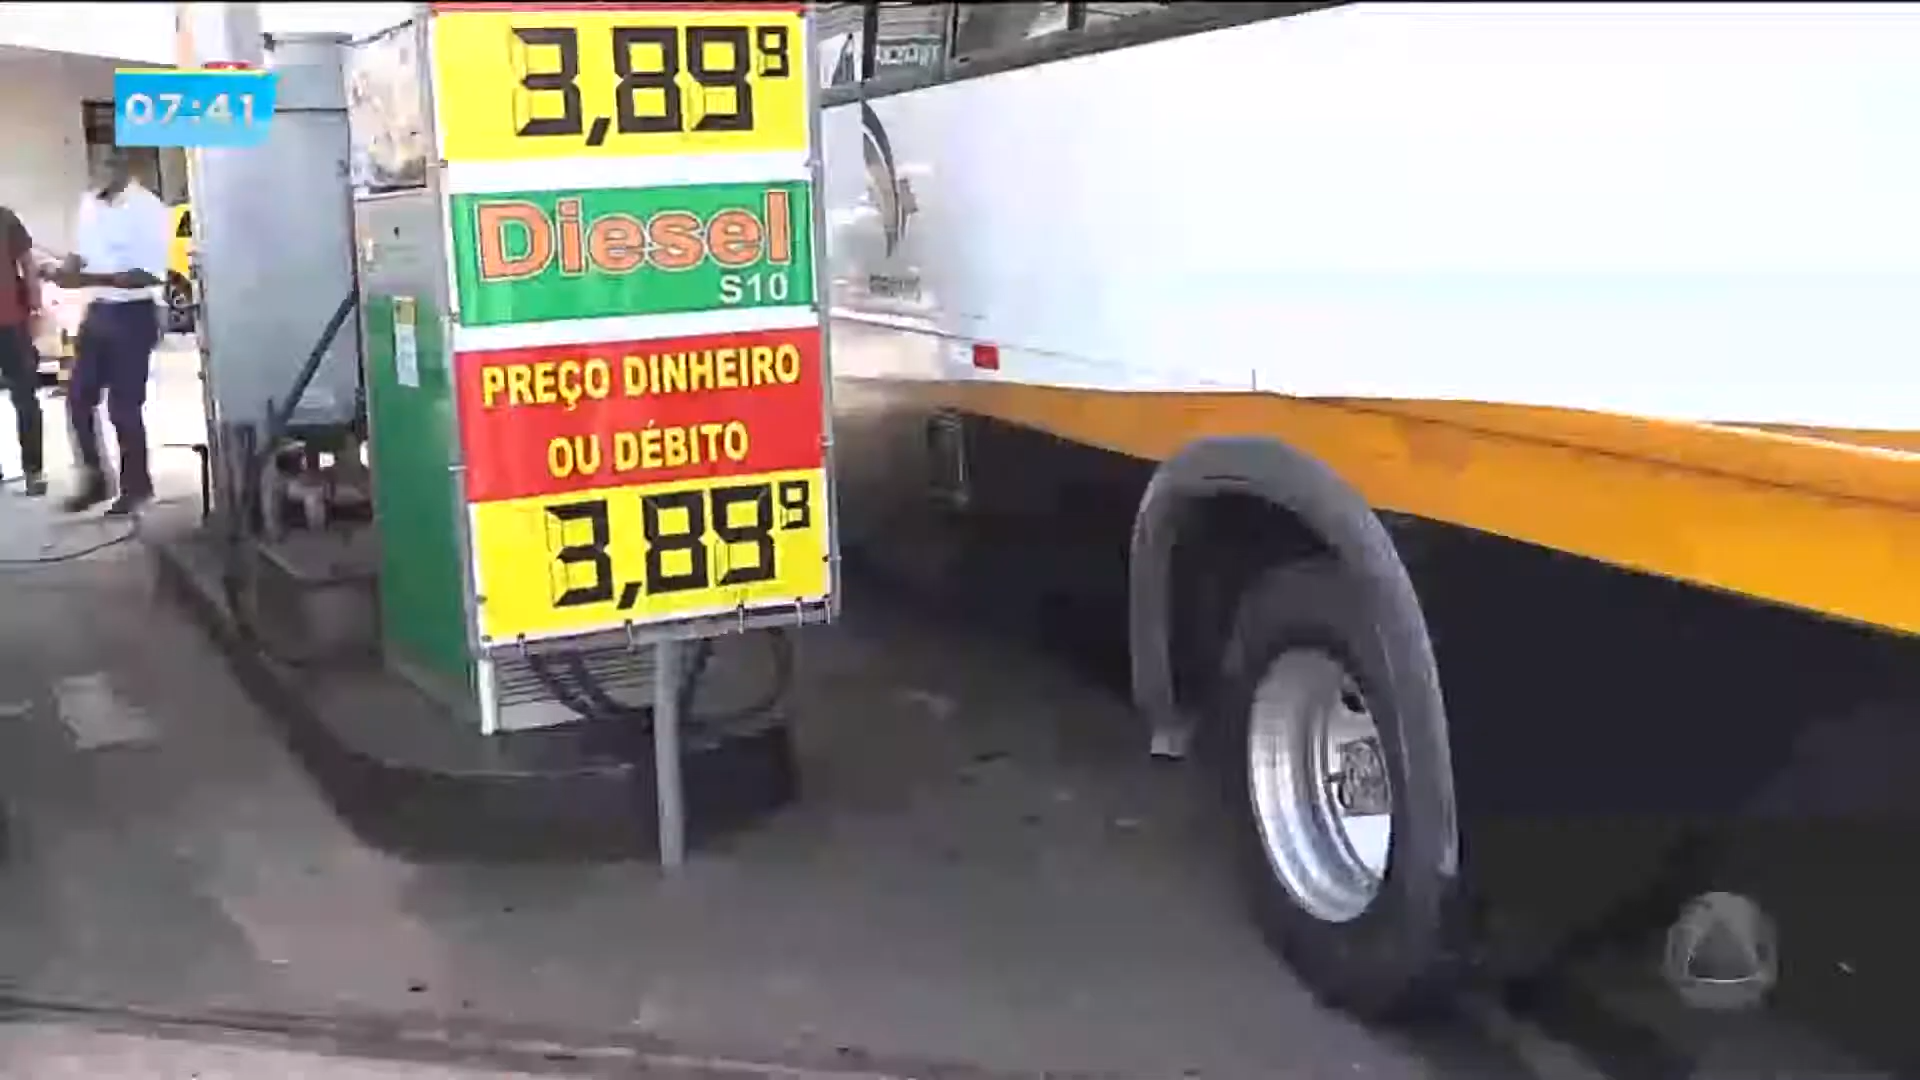 07:41
3,89⁹
Diesel
S10
PREÇO DINHEIRO
OU DÉBITO
3,89⁹